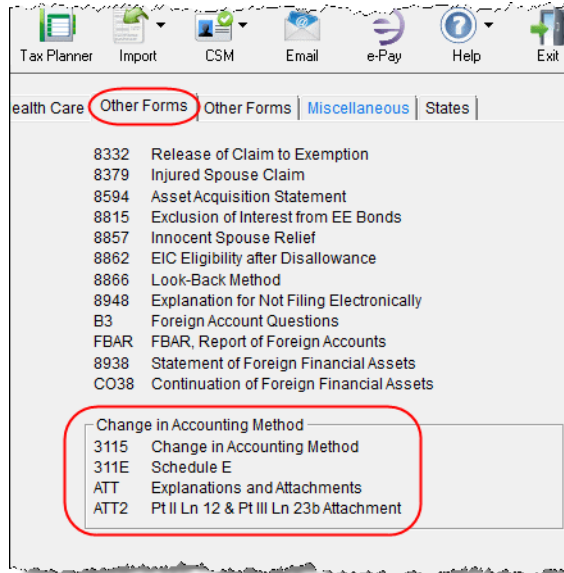 Tax Planner Import CSM Email e-Pay Help Exit
ealth Care Other Forms Other Forms Miscellaneous States
8332 Release of Claim to Exemption
8379 Injured Spouse Claim
8594 Asset Acquisition Statement
8815 Exclusion of Interest from EE Bonds
8857 Innocent Spouse Relief
8862 EIC Eligibility after Disallowance
8866 Look-Back Method
8948 Explanation for Not Filing Electronically
B3 Foreign Account Questions
FBAR FBAR, Report of Foreign Accounts
8938 Statement of Foreign Financial Assets
CO38 Continuation of Foreign Financial Assets
Change in Accounting Method
3115 Change in Accounting Method
311E Schedule E
ATT Explanations and Attachments
ATT2 Pt II Ln 12 & Pt III Ln 23b Attachment